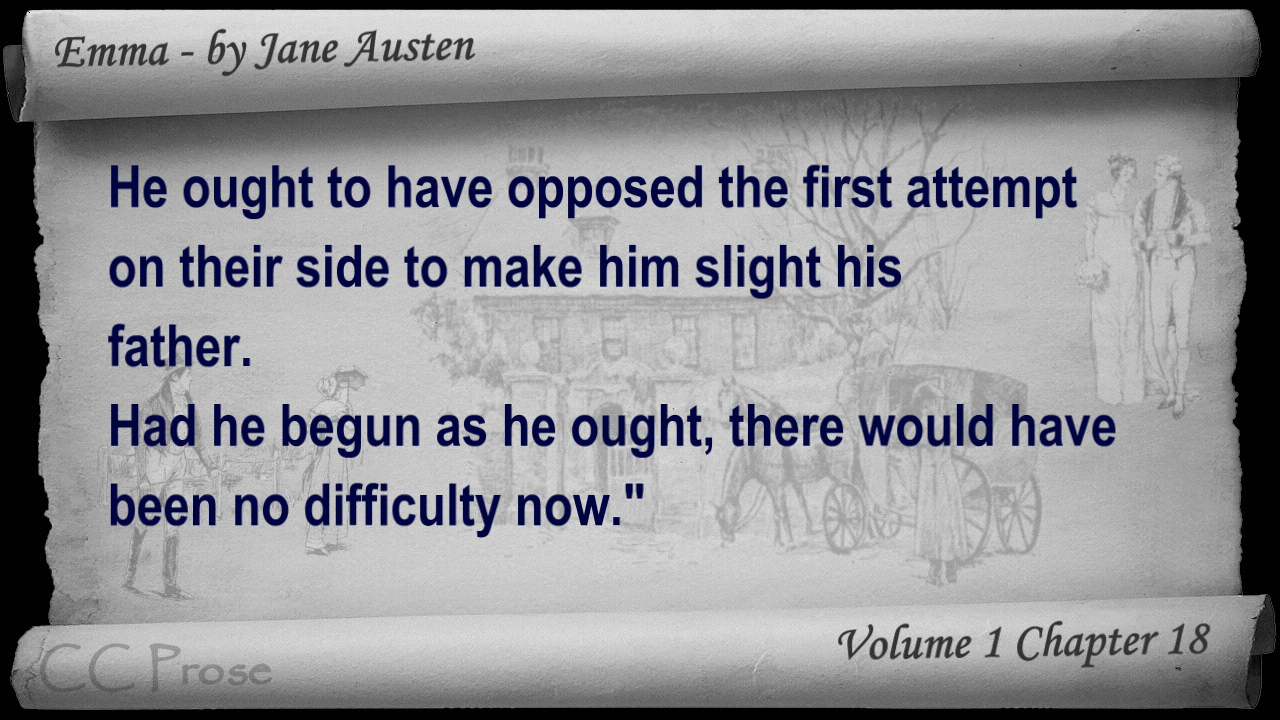 Emma - by Jane Austen
He ought to have opposed the first attempt
on their side to make him slight his
father.
Had he begun as he ought, there would have
been no difficulty now."
Volume 1 Chapter 18
CC Prose